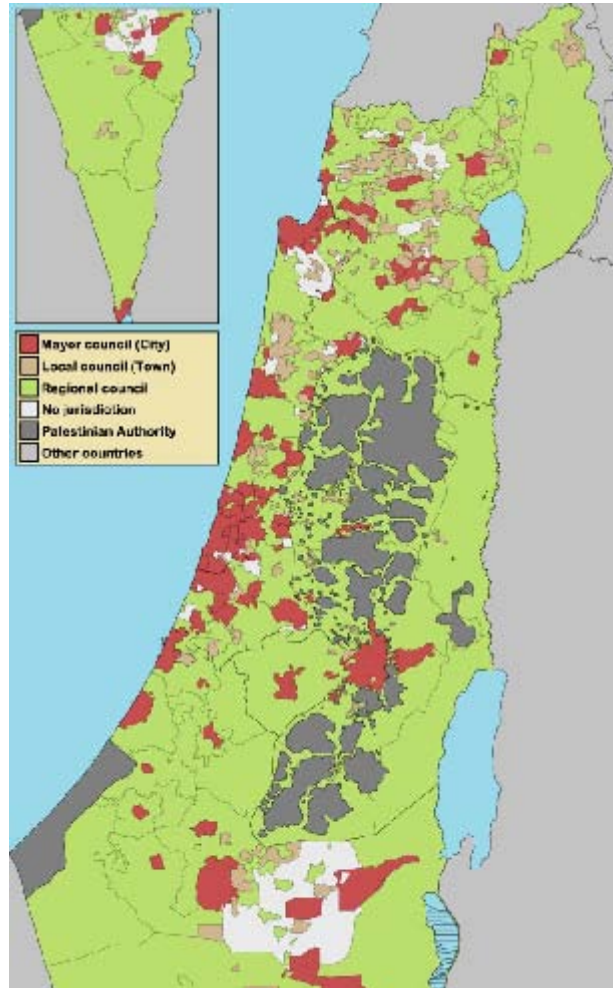 Mayer council (City)
Local council (Town)
Regional council
No jurisdiction
Palestinian Authority
Other countries